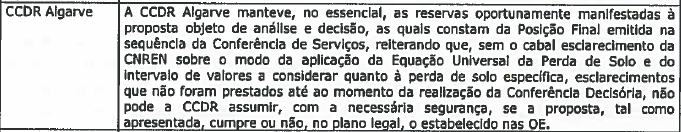 CCDR Algarve
A CCDR Algarve manteve, no essencial, as reservas oportunamente manifestadas à
proposta objeto de análise e decisão, as quais constam da Posição Final emitida na
sequência da Conferência de Serviços, reiterando que, sem o cabal esclarecimento da
CNREN sobre o modo da aplicação da Equação Universal da Perda de Solo e do
intervalo de valores a considerar quanto à perda de solo específica, esclarecimentos
que não foram prestados até ao momento da realização da Conferência Decisória, não
pode a CCDR assumir, com a necessária segurança, se a proposta, tal como
apresentada, cumpre ou não, no plano legal, o estabelecido nas OE.